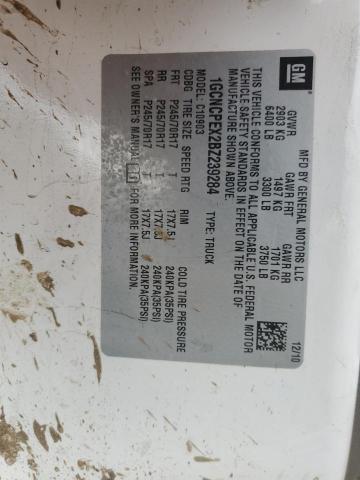 GM
MFD BY GENERAL MOTORS LLC 12/10
GVWR GAWR FRT GAWR RR
2903 KG 1497 KG 1701 KG
6400 LB 3300 LB 3750 LB
THIS VEHICLE CONFORMS TO ALL APPLICABLE U.S. FEDERAL MOTOR
VEHICLE SAFETY STANDARDS IN EFFECT ON THE DATE OF
MANUFACTURE SHOWN ABOVE.
1GCNCPEX2BZ239284 TYPE: TRUCK
CDBG C10903
TIRE SIZE SPEED RTG RIM COLD TIRE PRESSURE
FRT P245/70R17 T 17X7.5J 240KPA(35PSI)
RR P245/70R17 T 17X7.5J 240KPA(35PSI)
SPA P245/70R17 T 17X7.5J 240KPA(35PSI)
SEE OWNER'S MANUAL FOR MORE INFORMATION.